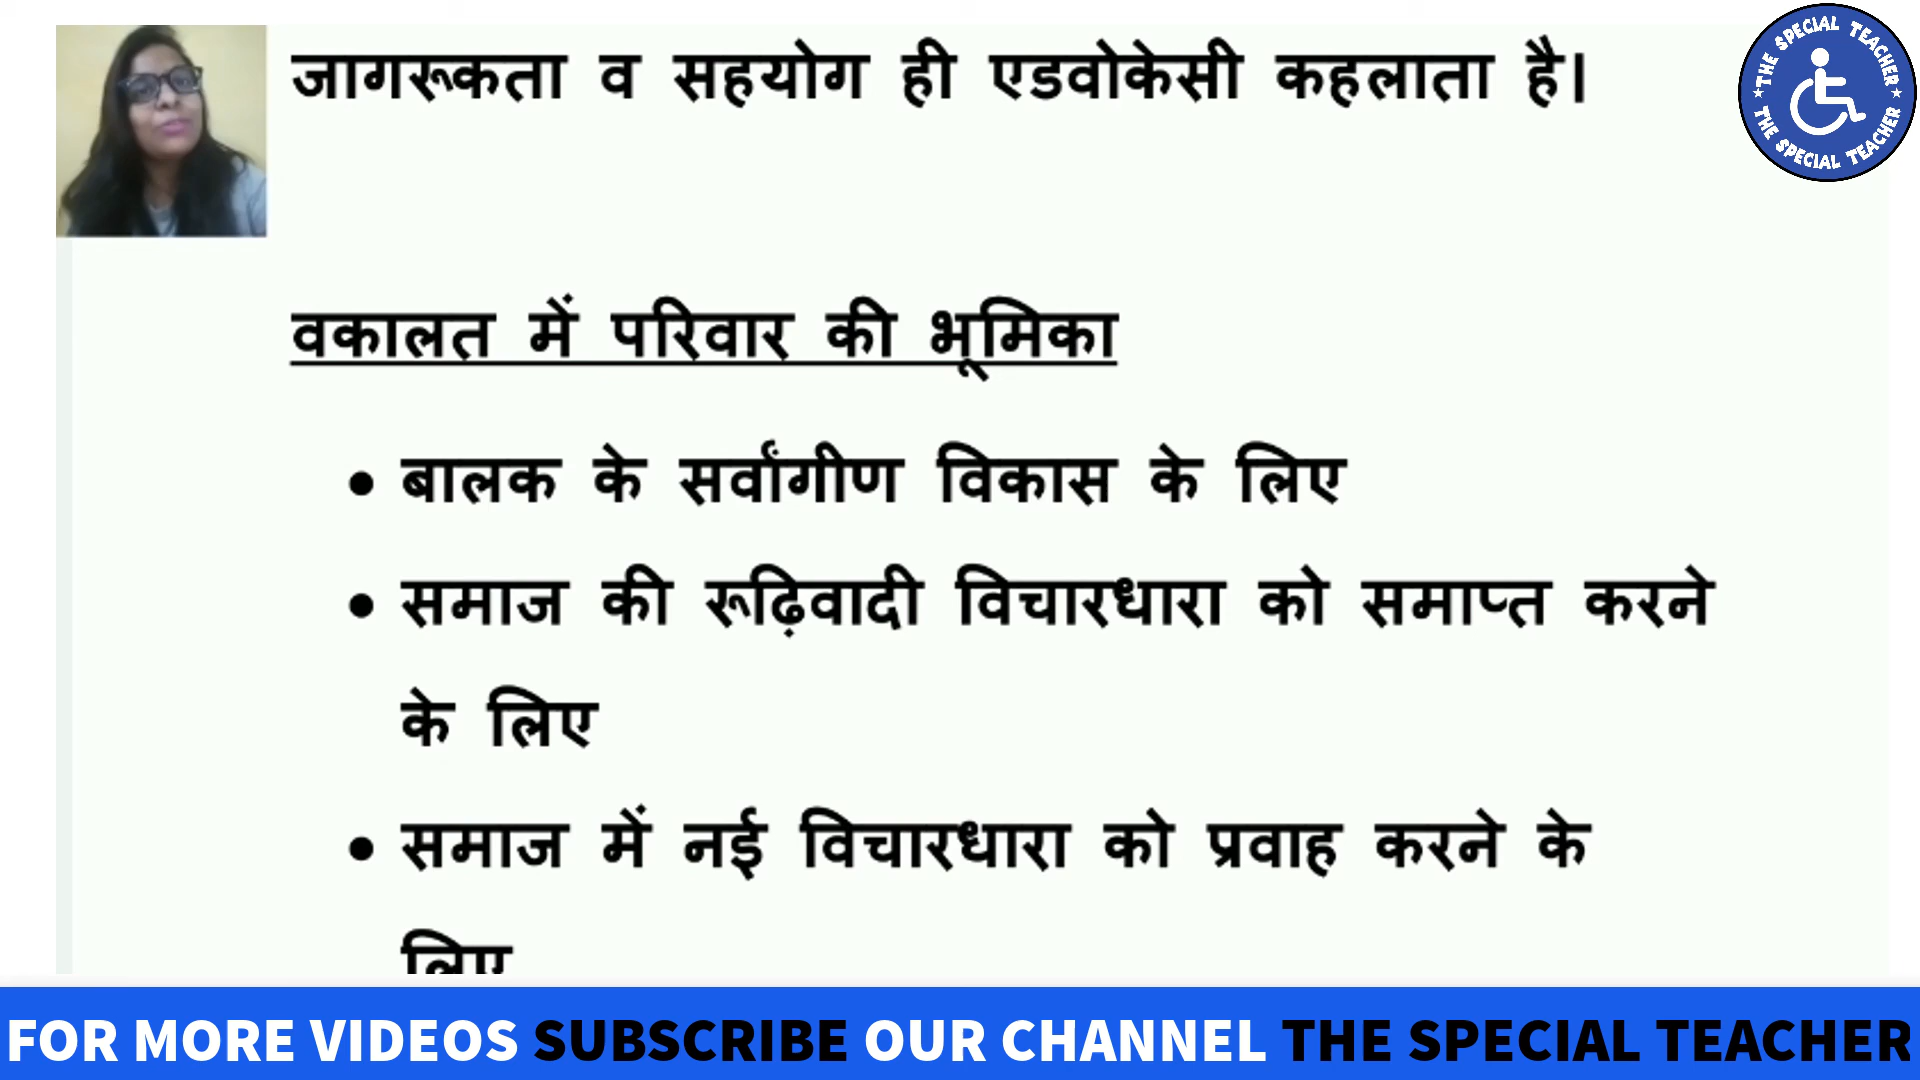 जागरूकता व सहयोग ही एडवोकेसी कहलाता है।
THE SPECIAL TEACHER
THE SPECIAL TEACHER
वकालत में परिवार की भूमिका
• बालक के सर्वांगीण विकास के लिए
• समाज की रूढ़िवादी विचारधारा को समाप्त करने
के लिए
• समाज में नई विचारधारा को प्रवाह करने के
लिए
FOR MORE VIDEOS SUBSCRIBE OUR CHANNEL THE SPECIAL TEACHER